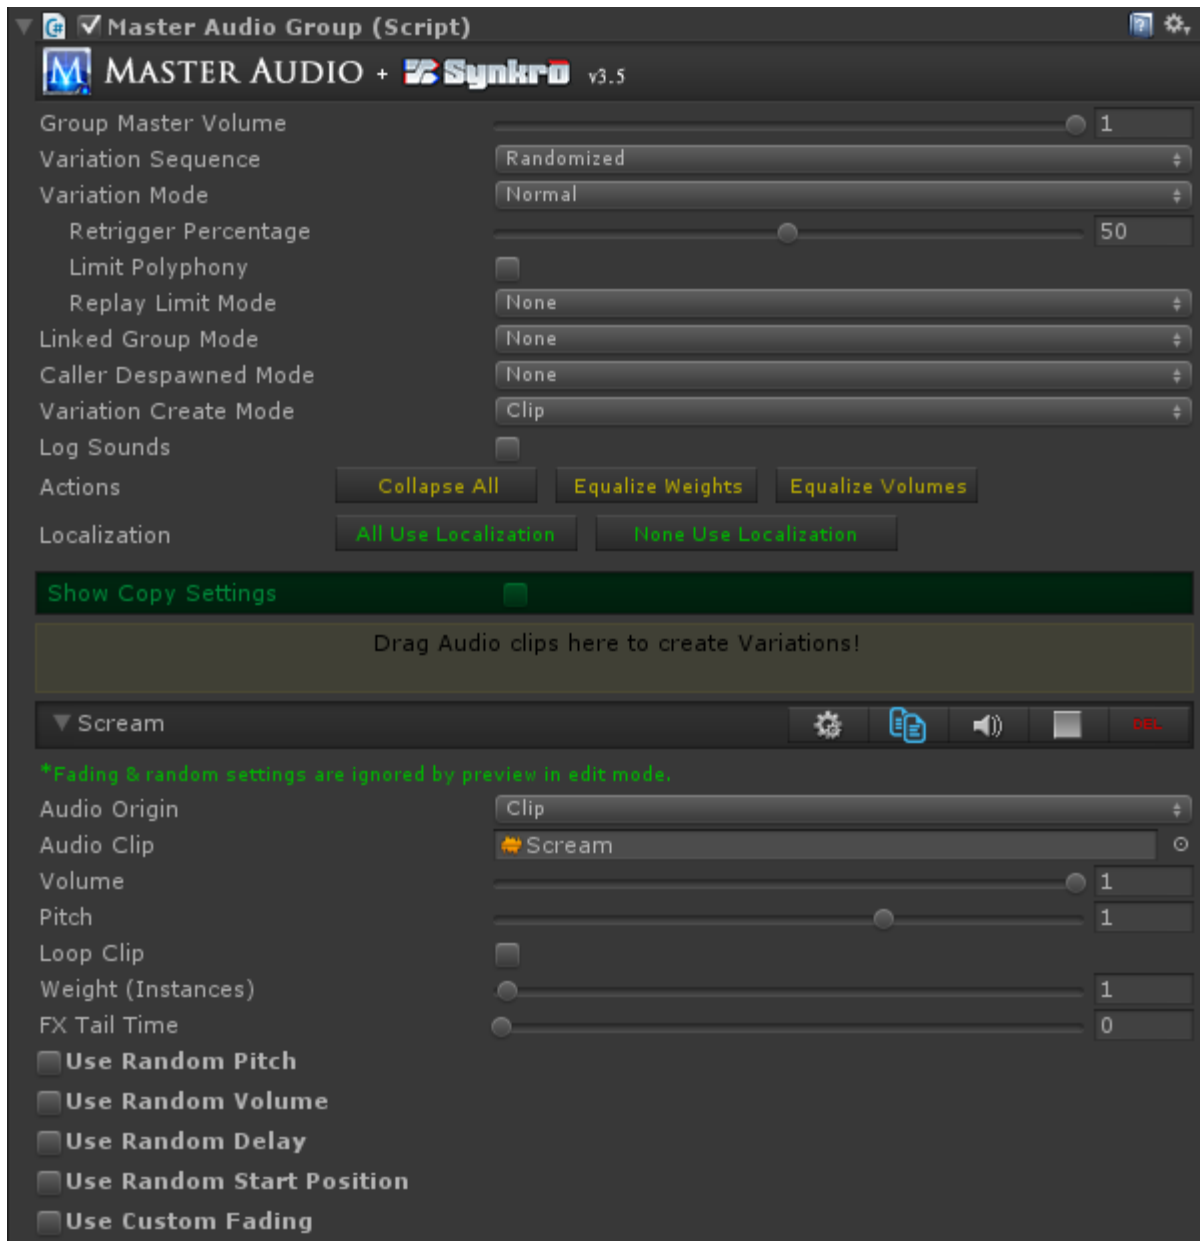 Master Audio Group (Script)
MASTER AUDIO + Synkro v3.5
Group Master Volume 1
Variation Sequence Randomized
Variation Mode Normal
Retrigger Percentage 50
Limit Polyphony
Replay Limit Mode None
Linked Group Mode None
Caller Despawned Mode None
Variation Create Mode Clip
Log Sounds
Actions Collapse All Equalize Weights Equalize Volumes
Localization All Use Localization None Use Localization
Show Copy Settings
Drag Audio clips here to create Variations!
Scream DEL
*Fading & random settings are ignored by preview in edit mode.
Audio Origin Clip
Audio Clip Scream
Volume 1
Pitch 1
Loop Clip
Weight (Instances) 1
FX Tail Time 0
Use Random Pitch
Use Random Volume
Use Random Delay
Use Random Start Position
Use Custom Fading